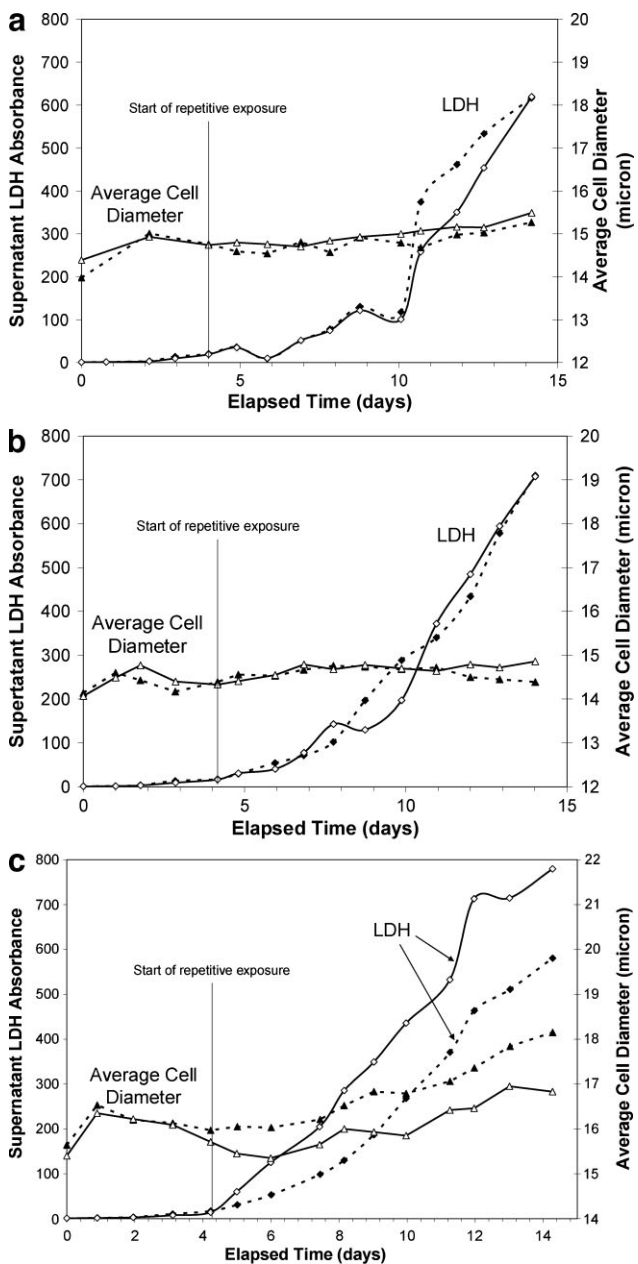 a
800
700
600
500
400
300
200
100
0
Supernatant LDH Absorbance
20
19
18
17
16
15
14
13
12
Average Cell Diameter
(micron)
Start of repetitive exposure
LDH
Average Cell
Diameter
0 5 10 15
Elapsed Time (days)
b
800
700
600
500
400
300
200
100
0
Supertatant LDH Absorbance
20
19
18
17
16
15
14
13
12
Average Cell Diameter (micron)
Start of repetitive exposure
LDH
Average Cell
Diameter
0 5 10 15
Elapsed Time (days)
c
800
700
600
500
400
300
200
100
0
Supernatant LDH Absorbance
22
21
20
19
18
17
16
15
14
Average Cell Diameter (micron)
LDH
Start of repetitive exposure
Average Cell
Diameter
0 2 4 6 8 10 12 14
Elapsed Time (days)